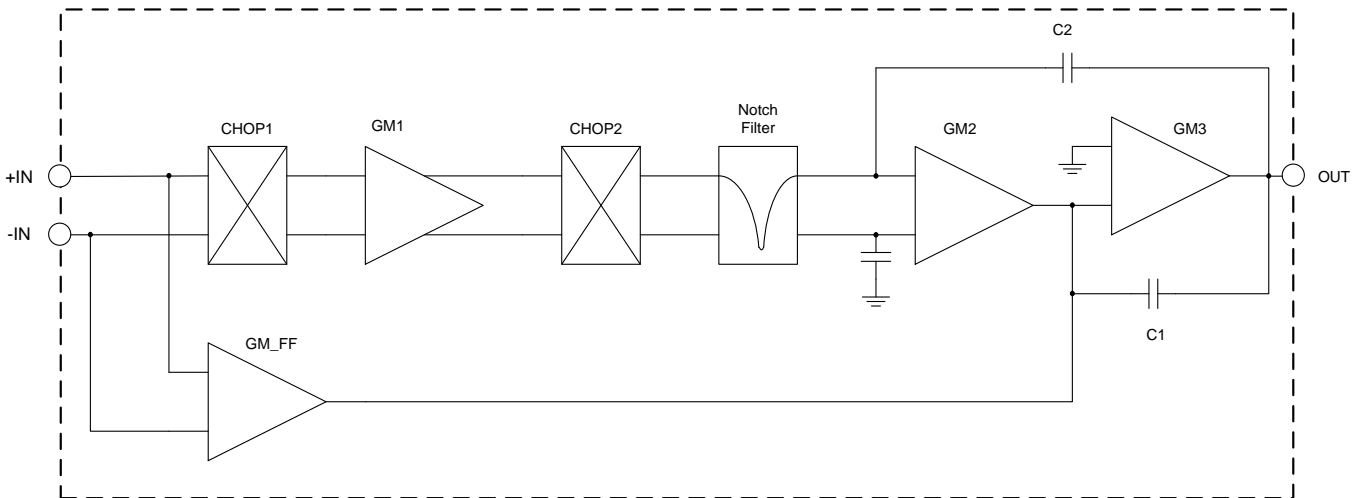 C2
Notch
Filter
CHOP1
GM1
CHOP2
GM2
GM3
+IN
OUT
-IN
C1
GM_FF